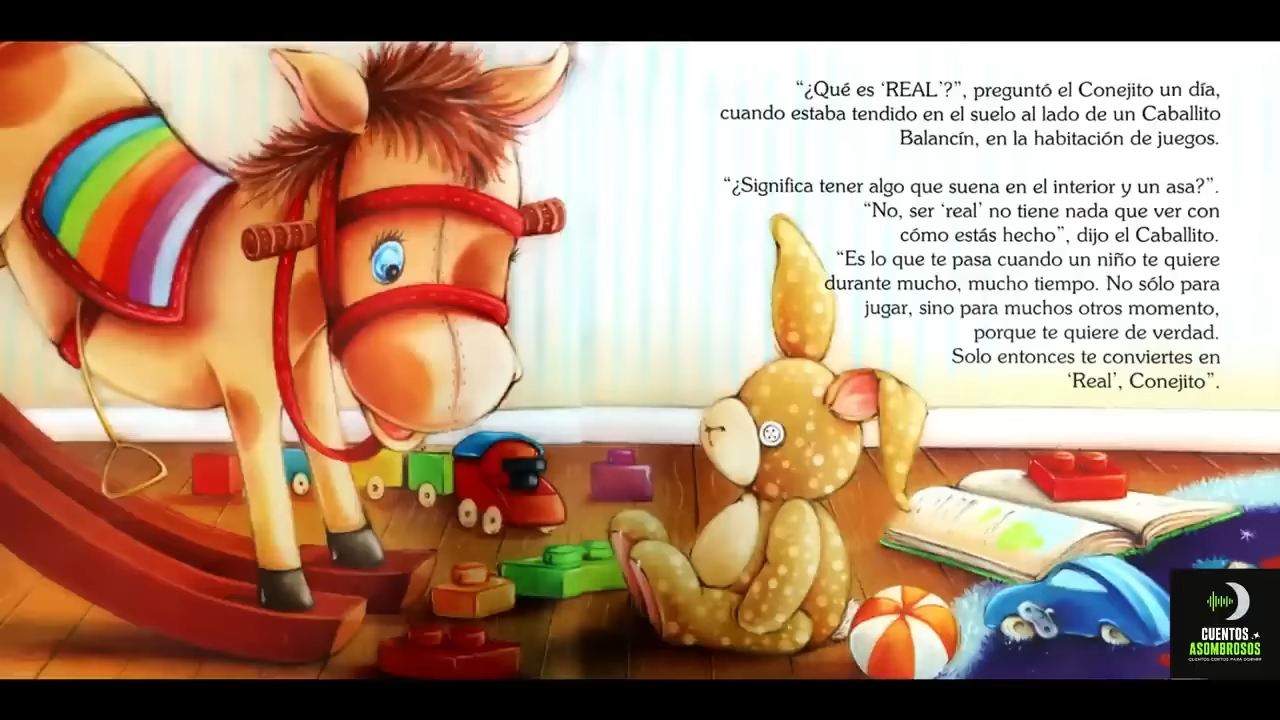 “¿Qué es ‘REAL’?”, preguntó el Conejito un día,
cuando estaba tendido en el suelo al lado de un Caballito
Balancín, en la habitación de juegos.
“¿Significa tener algo que suena en el interior y un asa?”.
“No, ser ‘real’ no tiene nada que ver con
cómo estás hecho”, dijo el Caballito.
“Es lo que te pasa cuando un niño te quiere
durante mucho, mucho tiempo. No sólo para
jugar, sino para muchos otros momento,
porque te quiere de verdad.
Solo entonces te conviertes en
‘Real’, Conejito”.
CUENTOS
ASOMBROSOS
CUENTOS CORTOS PARA DORMIR